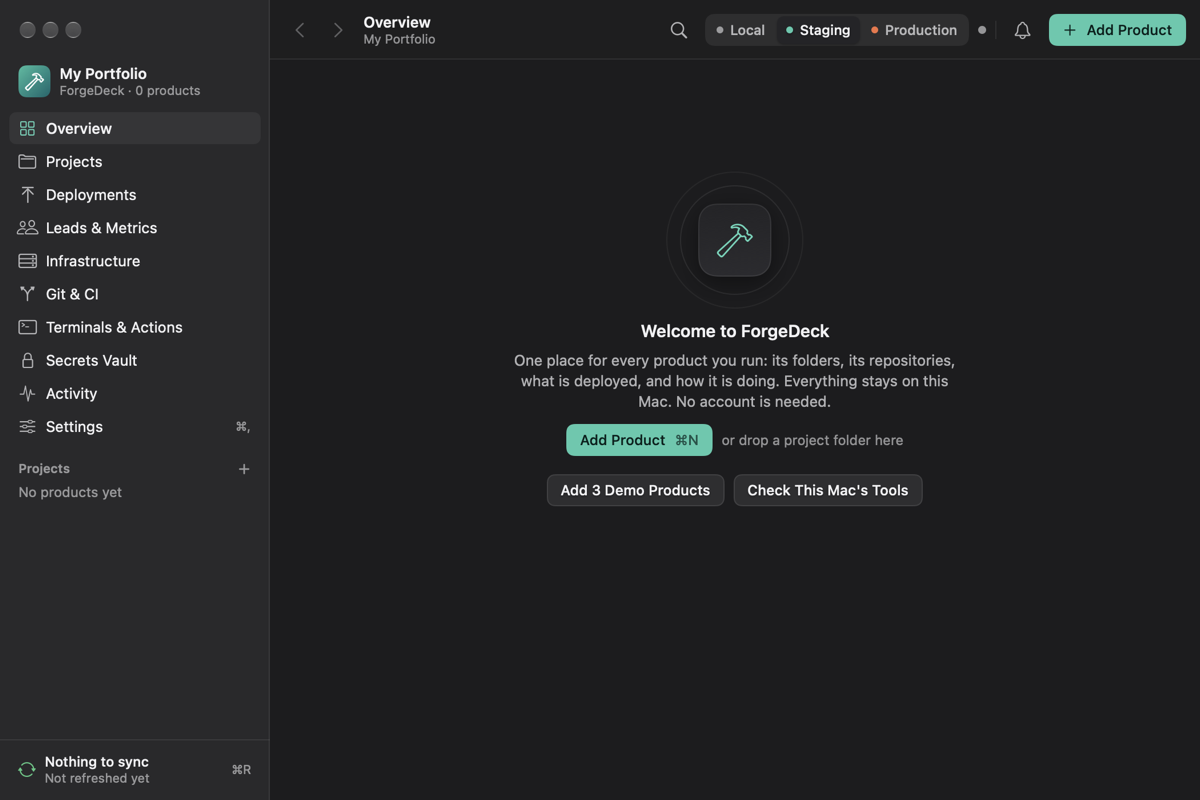 My Portfolio
ForgeDeck · 0 products
Overview
Projects
Deployments
Leads & Metrics
Infrastructure
Git & CI
Terminals & Actions
Secrets Vault
Activity
Settings ⌘,
Projects +
No products yet
Nothing to sync
Not refreshed yet
⌘R
Overview
My Portfolio
Local Staging Production
+ Add Product
Welcome to ForgeDeck
One place for every product you run: its folders, its repositories,
what is deployed, and how it is doing. Everything stays on this
Mac. No account is needed.
Add Product ⌘N or drop a project folder here
Add 3 Demo Products Check This Mac's Tools